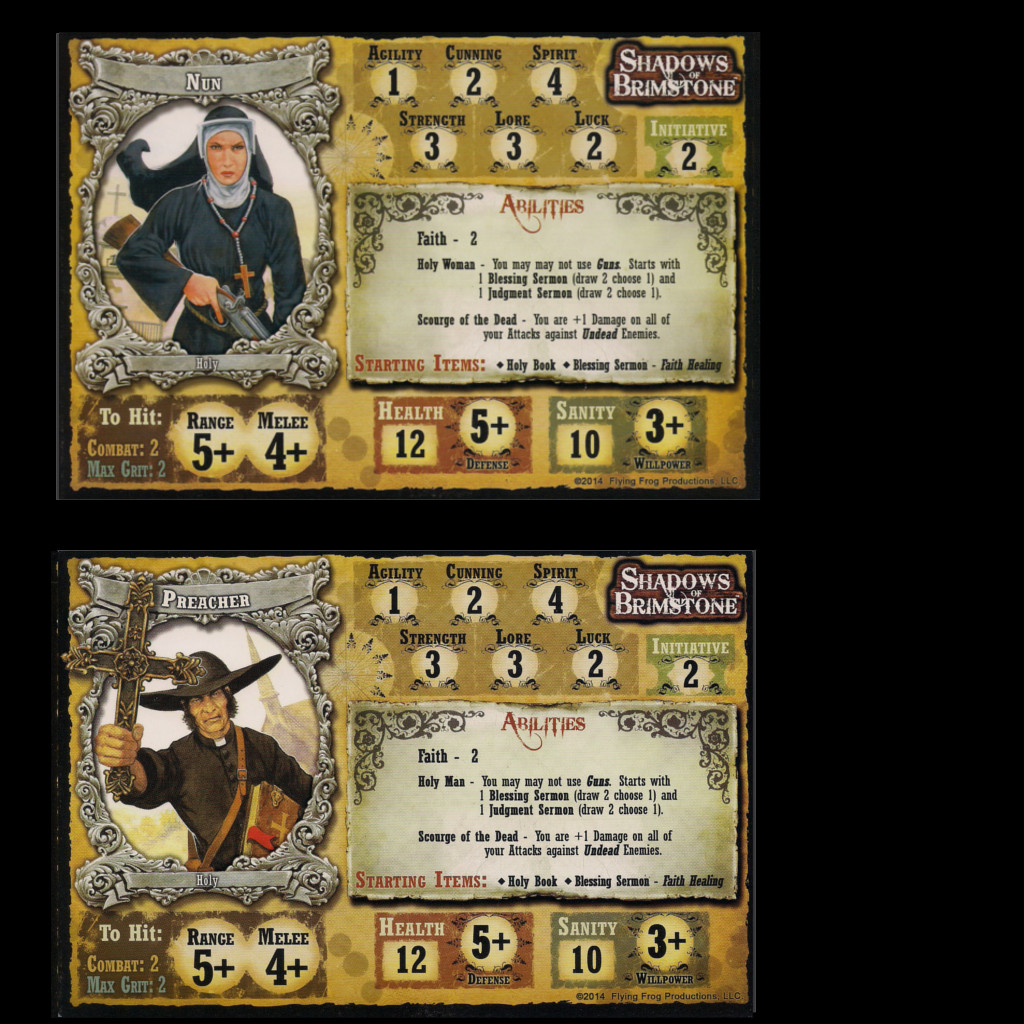 Nun
Agility Cunning Spirit
1 2 4
Shadows of Brimstone
Strength Lore Luck
3 3 2
Initiative
2
Abilities
Faith - 2
Holy Woman - You may may not use Guns. Starts with
1 Blessing Sermon (draw 2 choose 1) and
1 Judgment Sermon (draw 2 choose 1).
Scourge of the Dead - You are +1 Damage on all of
your Attacks against Undead Enemies.
Starting Items: ◆ Holy Book ◆ Blessing Sermon - Faith Healing
Holy
To Hit:
Combat: 2
Max Grit: 2
Range Melee
5+ 4+
Health
12
5+
Defense
Sanity
10
3+
Willpower
©2014 Flying Frog Productions, LLC
Preacher
Agility Cunning Spirit
1 2 4
Shadows of Brimstone
Strength Lore Luck
3 3 2
Initiative
2
Abilities
Faith - 2
Holy Man - You may may not use Guns. Starts with
1 Blessing Sermon (draw 2 choose 1) and
1 Judgment Sermon (draw 2 choose 1).
Scourge of the Dead - You are +1 Damage on all of
your Attacks against Undead Enemies.
Starting Items: ◆ Holy Book ◆ Blessing Sermon - Faith Healing
Holy
To Hit:
Combat: 2
Max Grit: 2
Range Melee
5+ 4+
Health
12
5+
Defense
Sanity
10
3+
Willpower
©2014 Flying Frog Productions, LLC